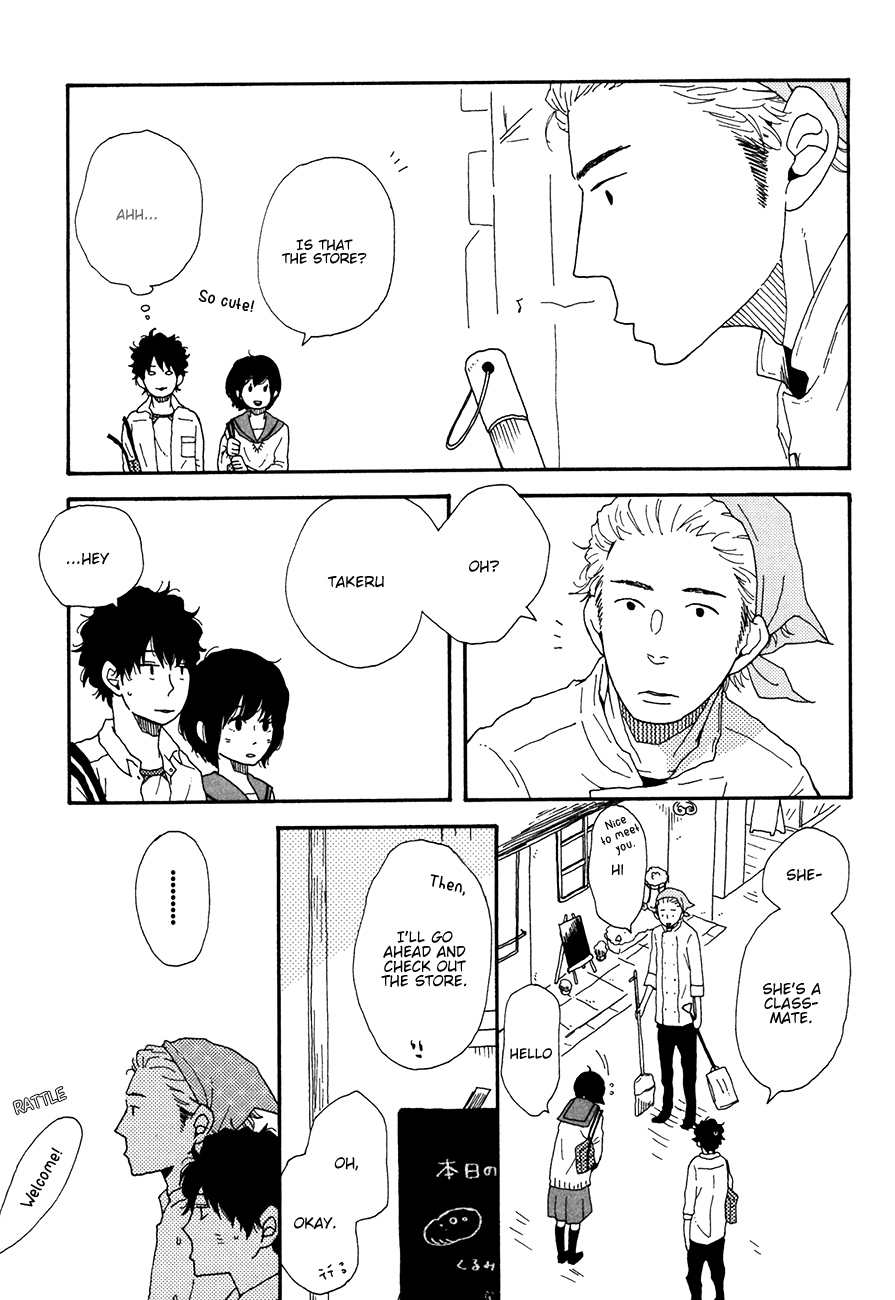 IS THAT
THE STORE?
So cute!
AHH...
OH?
TAKERU
...HEY
SHE-
SHE'S A
CLASS-
MATE.
Nice
to meet
you.
HI
HELLO
Then,
I'LL GO
AHEAD AND
CHECK OUT
THE STORE.
OH,
OKAY.
本日の
くるみ
.........
RATTLE
Welcome!